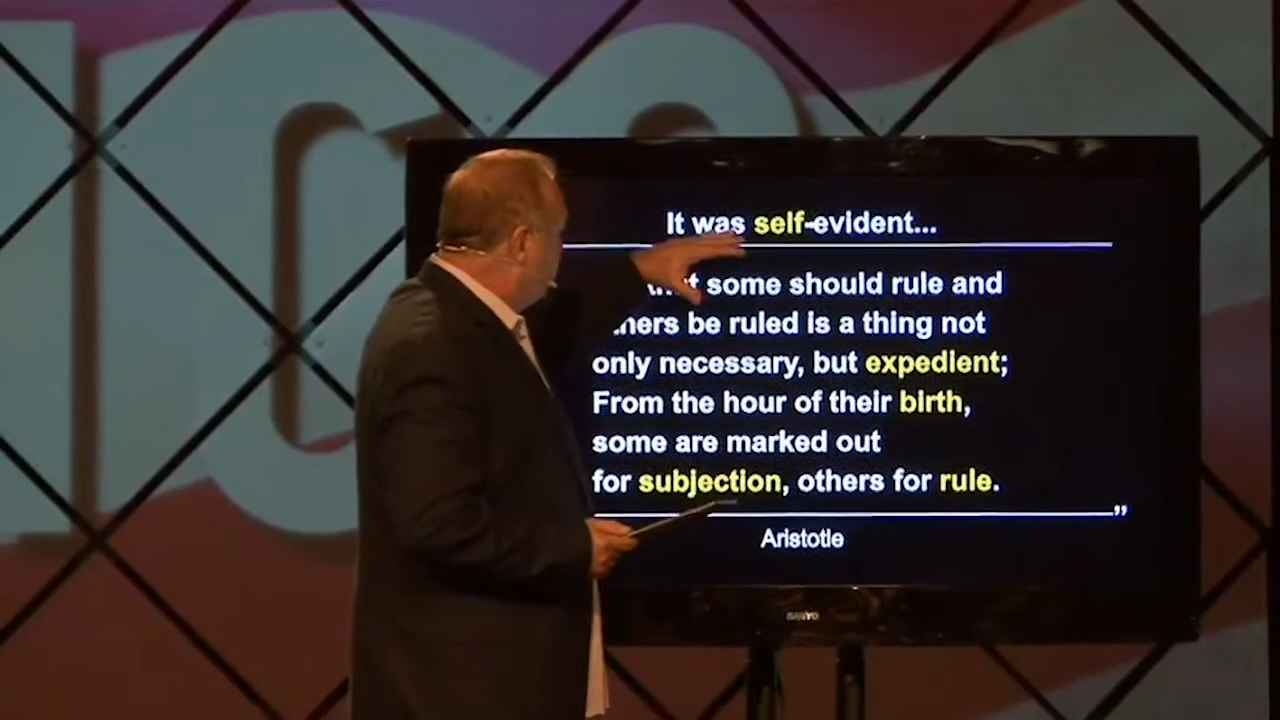 It was self-evident...
some should rule and
be ruled is a thing not
only necessary, but expedient;
From the hour of their birth,
some are marked out
for subjection, others for rule.
”
Aristotle
SANYO